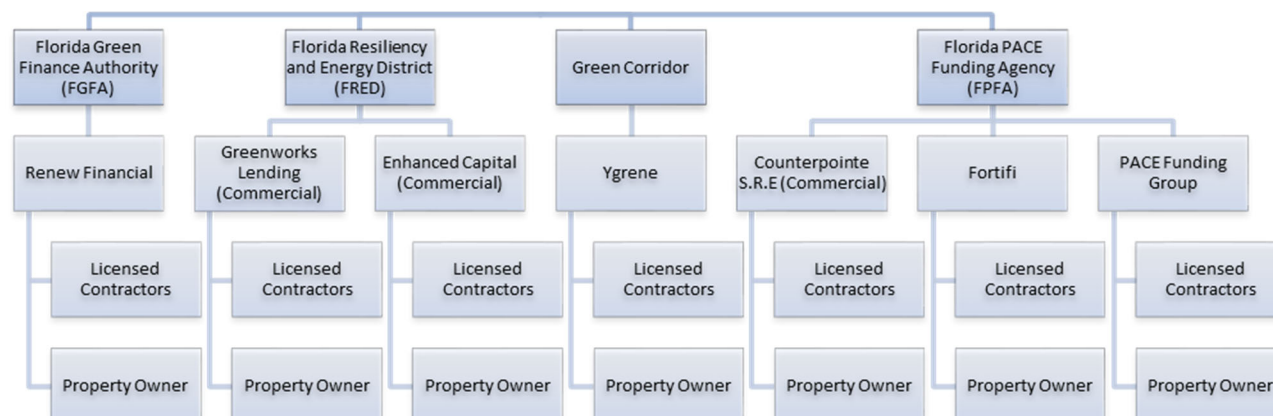 Florida Green
Finance Authority
(FGFA)
Florida Resiliency
and Energy District
(FRED)
Green Corridor
Florida PACE
Funding Agency
(FPFA)
Renew Financial
Greenworks
Lending
(Commercial)
Enhanced Capital
(Commercial)
Ygrene
Counterpointe
S.R.E (Commercial)
Fortifi
PACE Funding
Group
Licensed
Contractors
Licensed
Contractors
Licensed
Contractors
Licensed
Contractors
Licensed
Contractors
Licensed
Contractors
Licensed
Contractors
Property Owner
Property Owner
Property Owner
Property Owner
Property Owner
Property Owner
Property Owner